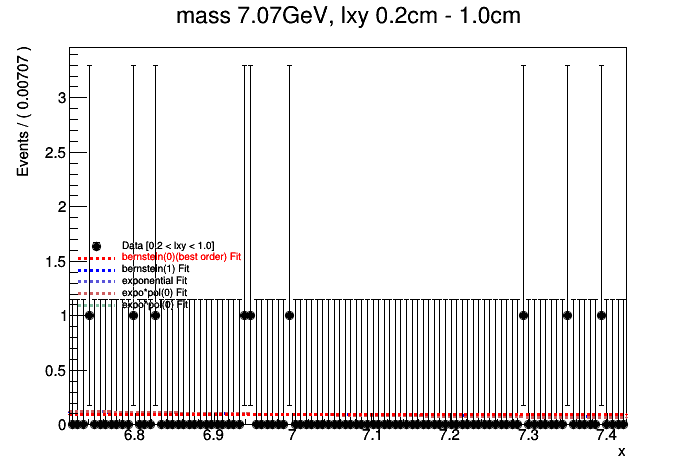 mass 7.07GeV, lxy 0.2cm - 1.0cm
Events / ( 0.00707 )
3
2.5
2
1.5
1
0.5
0
Data [0.2 < lxy < 1.0]
bernstein(0)(best order) Fit
bernstein(1) Fit
exponential Fit
expo*pol(0) Fit
expo*pol(0) Fit
6.8 6.9 7 7.1 7.2 7.3 7.4
x